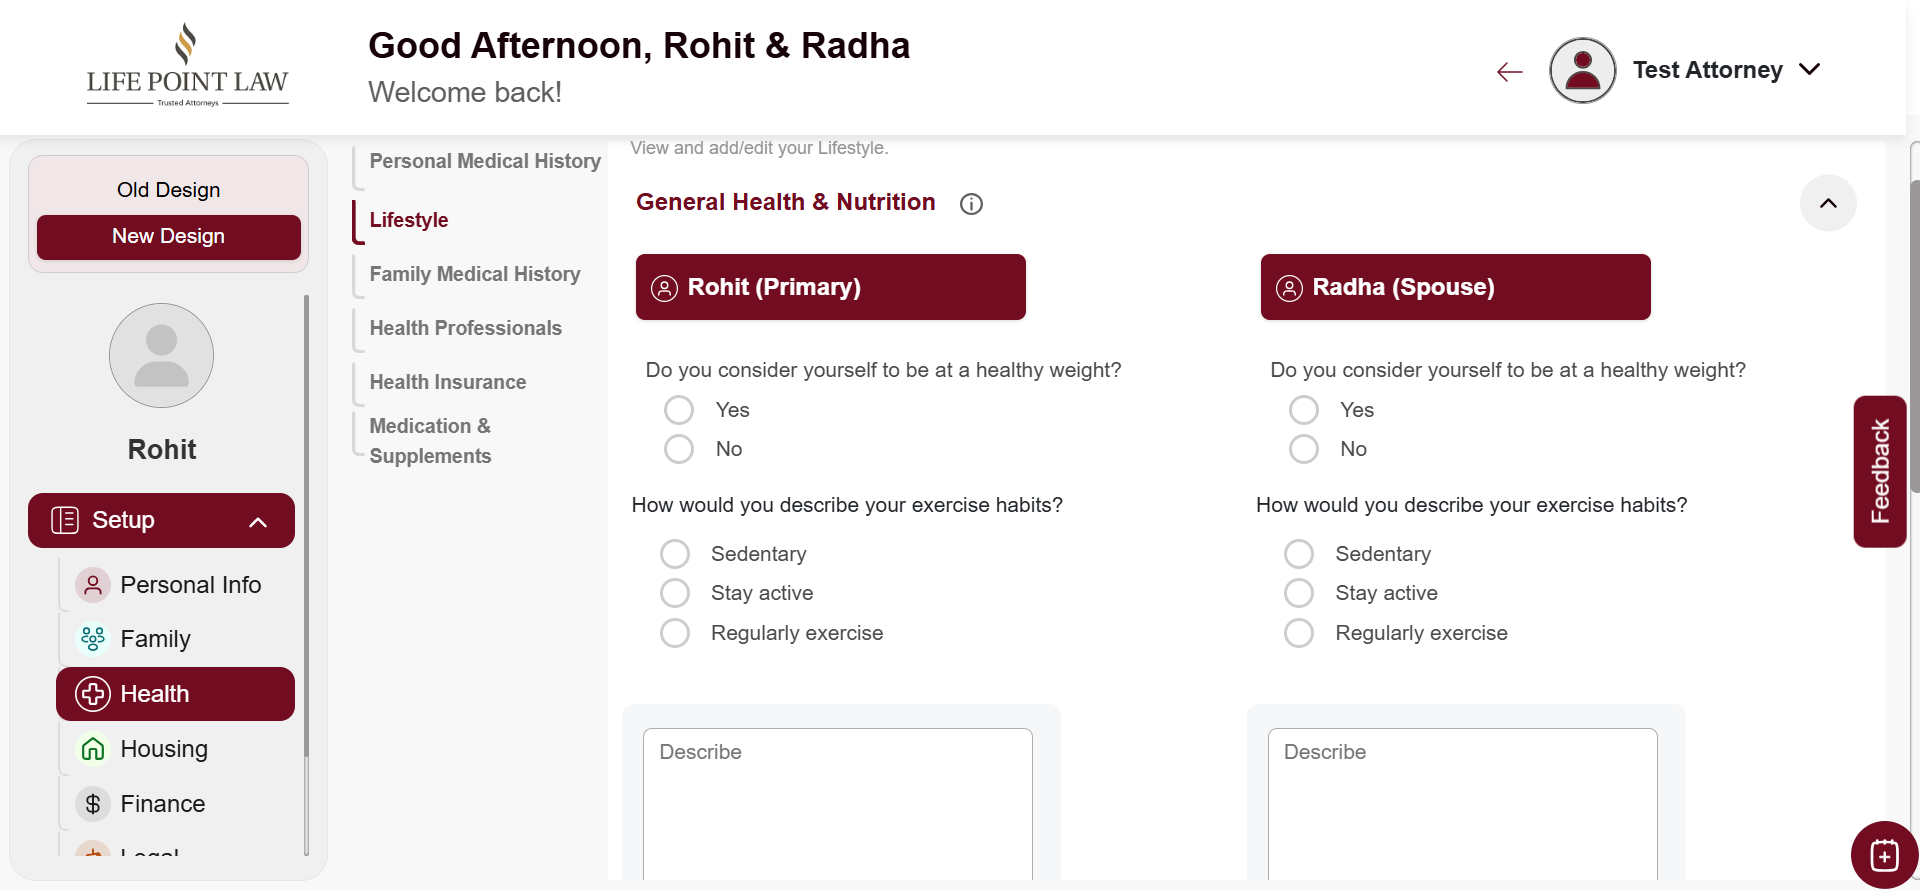 LIFE POINT LAW
Trusted Attorneys
Good Afternoon, Rohit & Radha
Welcome back!
Test Attorney
Old Design
New Design
Rohit
Setup
Personal Info
Family
Health
Housing
Finance
Legal
Personal Medical History
Lifestyle
Family Medical History
Health Professionals
Health Insurance
Medication &
Supplements
View and add/edit your Lifestyle.
General Health & Nutrition
Rohit (Primary)
Do you consider yourself to be at a healthy weight?
Yes
No
How would you describe your exercise habits?
Sedentary
Stay active
Regularly exercise
Describe
Radha (Spouse)
Do you consider yourself to be at a healthy weight?
Yes
No
How would you describe your exercise habits?
Sedentary
Stay active
Regularly exercise
Describe
Feedback